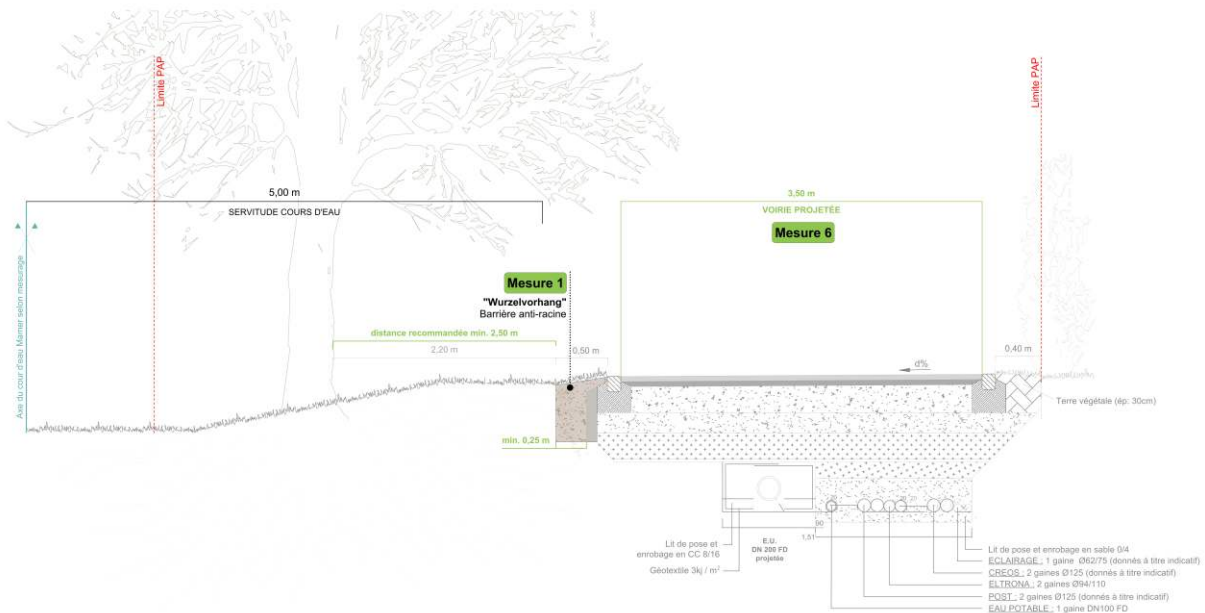 Limite PAP
Limite PAP
5,00 m
SERVITUDE COURS D'EAU
3,50 m
VOIRIE PROJETÉE
Mesure 6
Axe du cour d'eau Mamer selon mesurage
Mesure 1
"Wurzelvorhang"
Barrière anti-racine
distance recommandée min. 2,50 m
2,20 m
0,50 m
d%
0,40 m
Terre végétale (ép: 30cm)
min. 0,25 m
20
20
20
90
1,51
Lit de pose et
enrobage en CC 8/16
Géotextile 3kj / m²
E.U.
DN 200 FD
projetée
Lit de pose et enrobage en sable 0/4
ECLAIRAGE : 1 gaine Ø62/75 (donnés à titre indicatif)
CREOS : 2 gaines Ø125 (donnés à titre indicatif)
ELTRONA : 2 gaines Ø94/110
POST : 2 gaines Ø125 (donnés à titre indicatif)
EAU POTABLE : 1 gaine DN100 FD